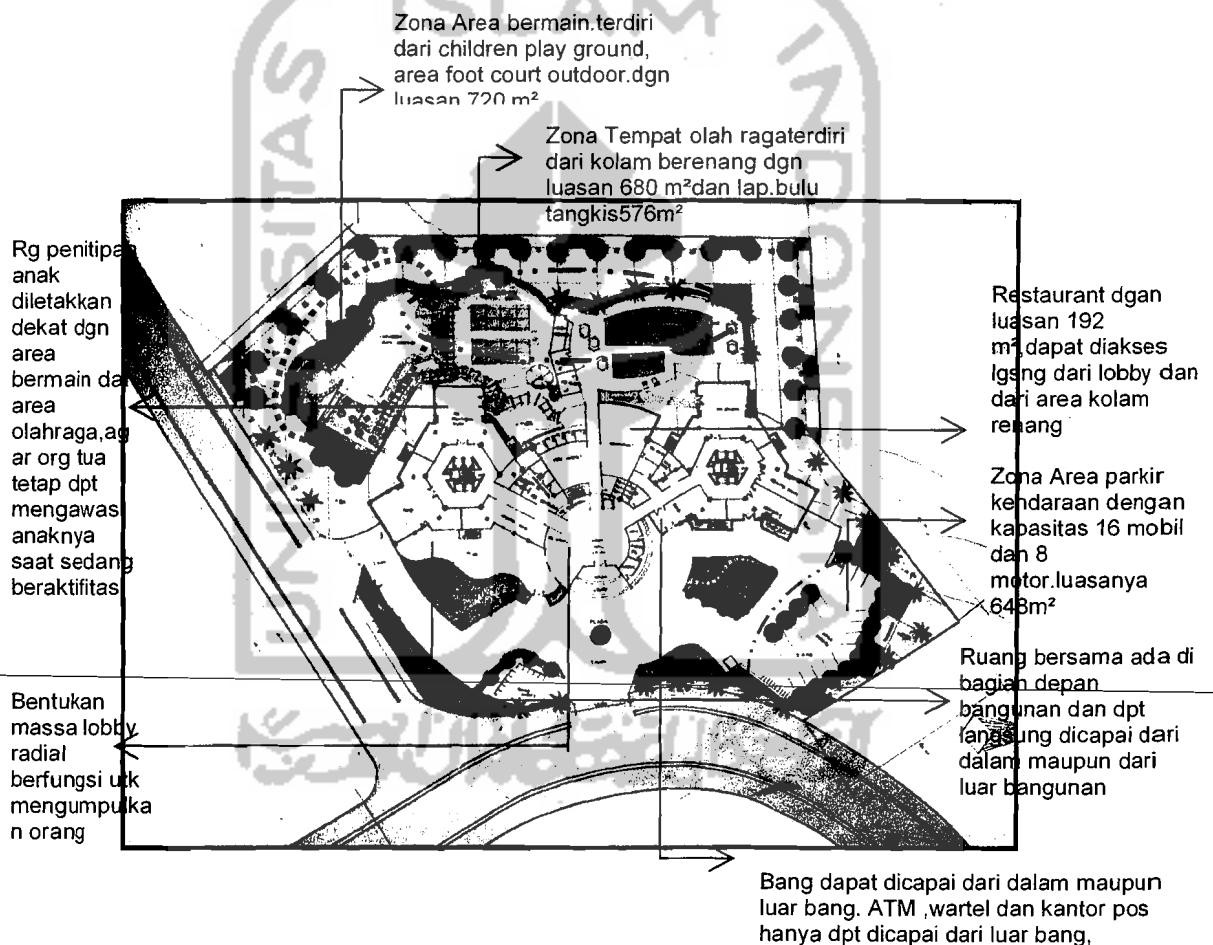 Zona Area bermain.terdiri
dari children play ground,
area foot court outdoor.dgn
luasan 720 m²
Zona Tempat olah ragaterdiri
dari kolam berenang dgn
luasan 680 m²dan lap.bulu
tangkis576m²
Rg penitipan
anak
diletakkan
dekat dgn
area
bermain dan
area
olahraga,ag
ar org tua
tetap dpt
mengawasi
anaknya
saat sedang
beraktifitas
Restaurant dgan
luasan 192
m²,dapat diakses
lgsng dari lobby dan
dari area kolam
renang
Zona Area parkir
kendaraan dengan
kapasitas 16 mobil
dan 8
motor.luasanya
648m²
Ruang bersama ada di
bagian depan
bangunan dan dpt
langsung dicapai dari
dalam maupun dari
luar bangunan
Bentukan
massa lobby
radial
berfungsi utk
mengumpulka
n orang
PLAZA
Bang dapat dicapai dari dalam maupun
luar bang. ATM ,wartel dan kantor pos
hanya dpt dicapai dari luar bang,
UNIVERSITAS
ISLAM
INDONESIA